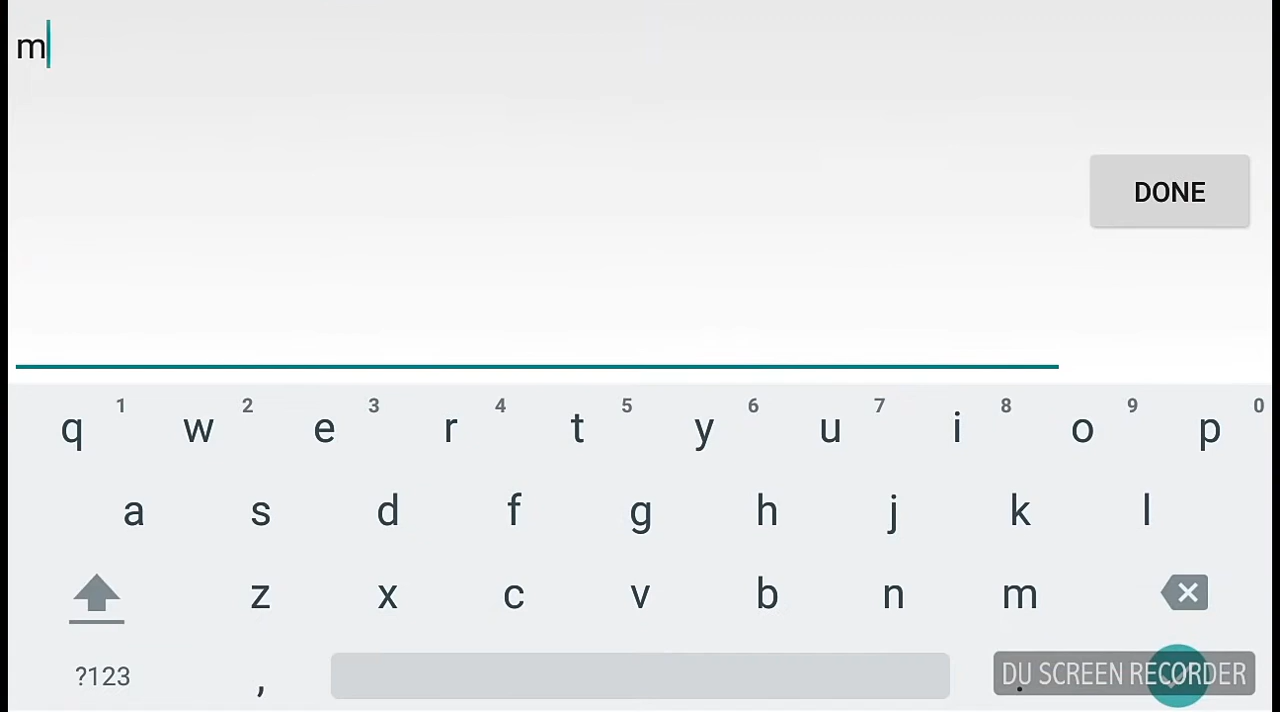 m
DONE
1 2 3 4 5 6 7 8 9 0
q w e r t y u i o p
a s d f g h j k l
z x c v b n m
?123 , . DU SCREEN RECORDER